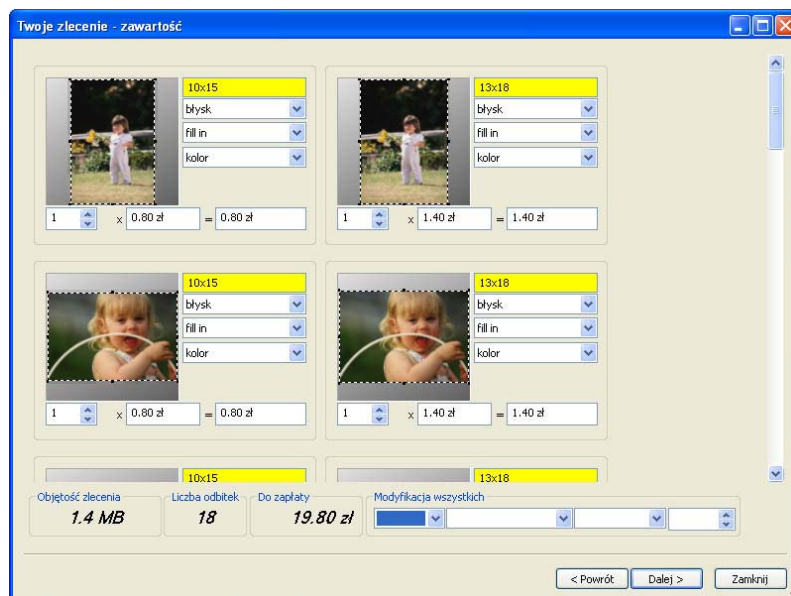 Twoje zlecenie - zawartość
10x15
błysk
fill in
kolor
1 x 0.80 zł = 0.80 zł
13x18
błysk
fill in
kolor
1 x 1.40 zł = 1.40 zł
10x15
błysk
fill in
kolor
1 x 0.80 zł = 0.80 zł
13x18
błysk
fill in
kolor
1 x 1.40 zł = 1.40 zł
10x15
13x18
Objętość zlecenia
1.4 MB
Liczba odbitek
18
Do zapłaty
19.80 zł
Modyfikacja wszystkich
< Powrót
Dalej >
Zamknij